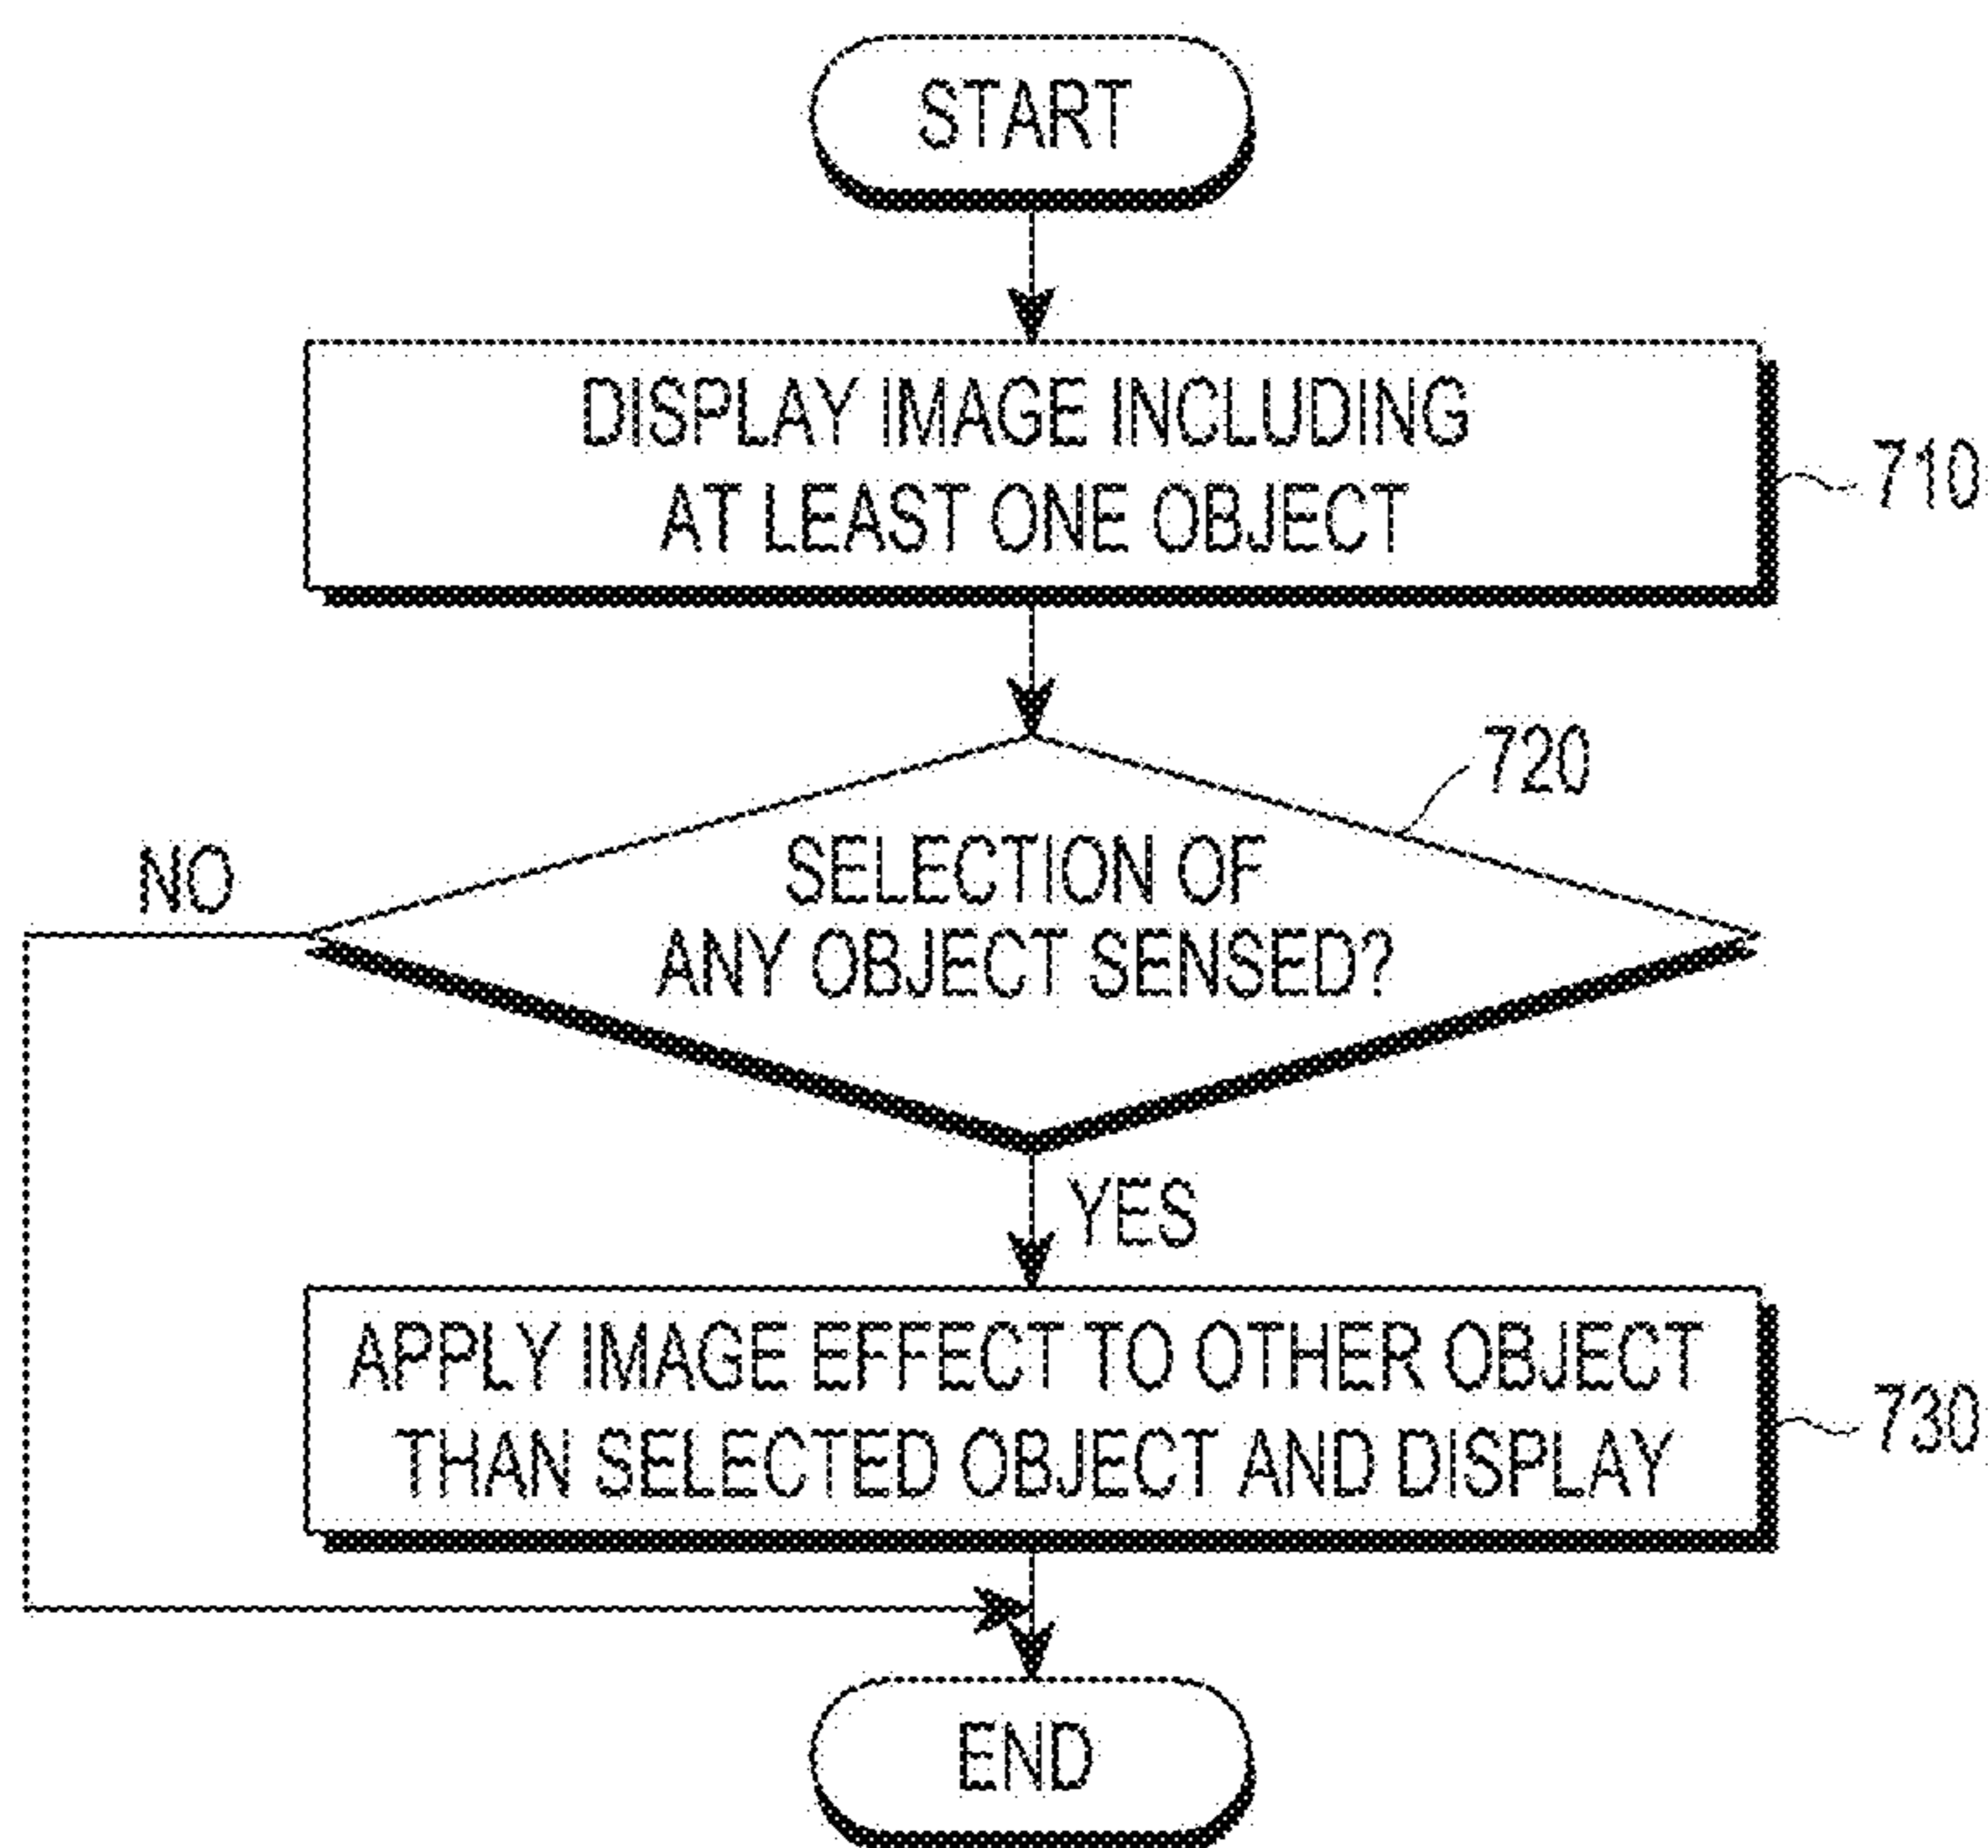 START
DISPLAY IMAGE INCLUDING
AT LEAST ONE OBJECT
710
720
SELECTION OF
ANY OBJECT SENSED?
NO
YES
APPLY IMAGE EFFECT TO OTHER OBJECT
THAN SELECTED OBJECT AND DISPLAY
730
END